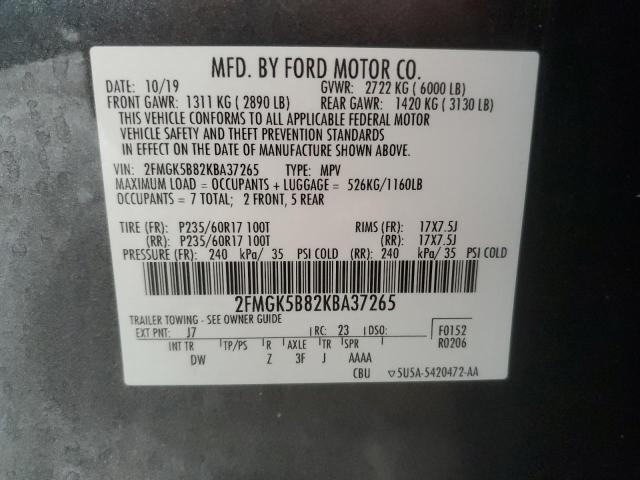 MFD. BY FORD MOTOR CO.
DATE: 10/19 GVWR: 2722 KG ( 6000 LB)
FRONT GAWR: 1311 KG ( 2890 LB) REAR GAWR: 1420 KG ( 3130 LB)
THIS VEHICLE CONFORMS TO ALL APPLICABLE FEDERAL MOTOR
VEHICLE SAFETY AND THEFT PREVENTION STANDARDS
IN EFFECT ON THE DATE OF MANUFACTURE SHOWN ABOVE.
VIN: 2FMGK5B82KBA37265 TYPE: MPV
MAXIMUM LOAD = OCCUPANTS + LUGGAGE = 526KG/1160LB
OCCUPANTS = 7 TOTAL; 2 FRONT, 5 REAR
TIRE (FR): P235/60R17 100T RIMS (FR): 17X7.5J
(RR): P235/60R17 100T (RR): 17X7.5J
PRESSURE (FR): 240 kPa/ 35 PSI COLD (RR): 240 kPa/ 35 PSI COLD
2FMGK5B82KBA37265
TRAILER TOWING - SEE OWNER GUIDE
EXT PNT: J7 RC: 23 DSO: F0152
INT TR TP/PS R AXLE TR SPR R0206
DW Z 3F J AAAA
CBU ▽5U5A-5420472-AA